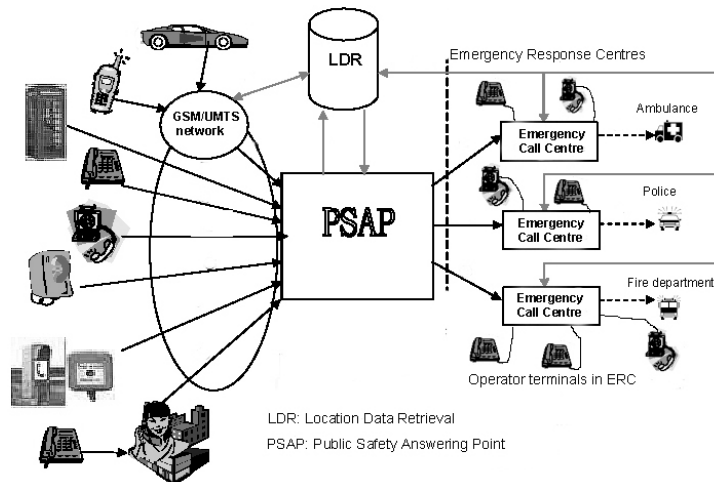 LDR
Emergency Response Centres
GSM/UMTS
network
Ambulance
Emergency
Call Centre
PSAP
Police
Emergency
Call Centre
Fire department
Emergency
Call Centre
Operator terminals in ERC
LDR: Location Data Retrieval
PSAP: Public Safety Answering Point